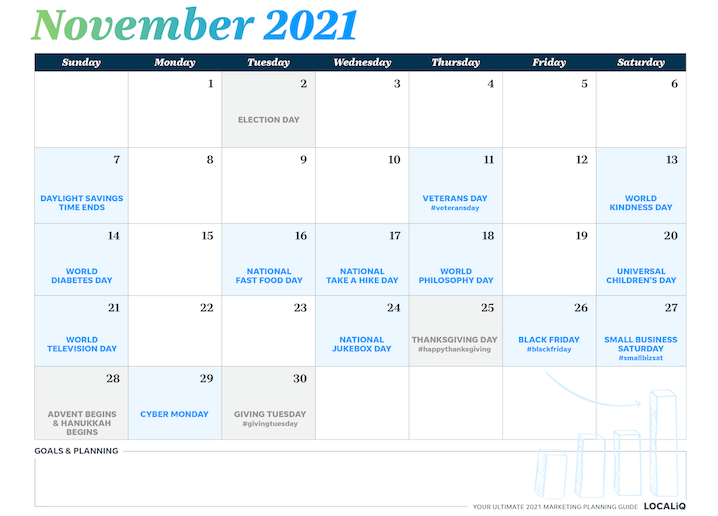 November 2021
Sunday Monday Tuesday Wednesday Thursday Friday Saturday
1 2 3 4 5 6
ELECTION DAY
7 8 9 10 11 12 13
DAYLIGHT SAVINGS VETERANS DAY WORLD
TIME ENDS #veteransday KINDNESS DAY
14 15 16 17 18 19 20
WORLD NATIONAL NATIONAL WORLD UNIVERSAL
DIABETES DAY FAST FOOD DAY TAKE A HIKE DAY PHILOSOPHY DAY CHILDREN'S DAY
21 22 23 24 25 26 27
WORLD NATIONAL THANKSGIVING DAY BLACK FRIDAY SMALL BUSINESS
TELEVISION DAY JUKEBOX DAY #happythanksgiving #blackfriday SATURDAY
#smallbizsat
28 29 30
ADVENT BEGINS CYBER MONDAY GIVING TUESDAY
& HANUKKAH #givingtuesday
BEGINS
GOALS & PLANNING
YOUR ULTIMATE 2021 MARKETING PLANNING GUIDE LOCALiQ